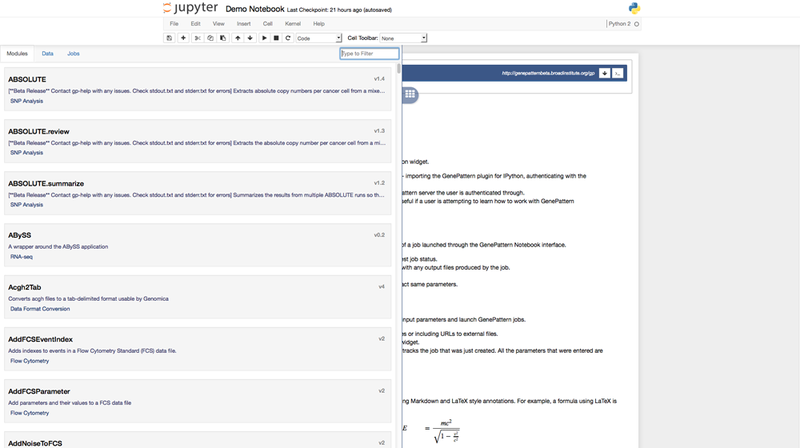 jupyter Demo Notebook Last Checkpoint: 21 hours ago (autosaved)
File Edit View Insert Cell Kernel Help Python 2
Code Cell Toolbar: None
Modules Data Jobs Type to Filter
http://genepatternbeta.broadinstitute.org/gp
ABSOLUTE v1.4
[**Beta Release** Contact gp-help with any issues. Check stdout.txt and stderr.txt for errors] Extracts absolute copy numbers per cancer cell from a mixe...
SNP Analysis
ABSOLUTE.review v1.3
[**Beta Release** Contact gp-help with any issues. Check stdout.txt and stderr.txt for errors] Extracts the absolute copy number per cancer cell from a mi...
SNP Analysis
ABSOLUTE.summarize v1.2
[**Beta Release** Contact gp-help with any issues. Check stdout.txt and stderr.txt for errors] Summarizes the results from multiple ABSOLUTE runs so th...
SNP Analysis
ABySS v0.2
A wrapper around the ABySS application
RNA-seq
Acgh2Tab v4
Converts acgh files to a tab-delimited format usable by Genomica
Data Format Conversion
AddFCSEventIndex v2
Adds indexes to events in a Flow Cytometry Standard (FCS) data file.
Flow Cytometry
AddFCSParameter v2
Add parameters and their values to a FCS data file
Flow Cytometry
AddNoiseToFCS v2
on widget.
- importing the GenePattern plugin for IPython, authenticating with the
attern server the user is authenticated through.
seful if a user is attempting to learn how to work with GenePattern
of a job launched through the GenePattern Notebook interface.
est job status.
with any output files produced by the job.
act same parameters.
nput parameters and launch GenePattern jobs.
es or including URLs to external files.
widget.
tracks the job that was just created. All the parameters that were entered are
ng Markdown and LaTeX style annotations. For example, a formula using LaTeX is
E = mc² / √(1 − v²/c²)